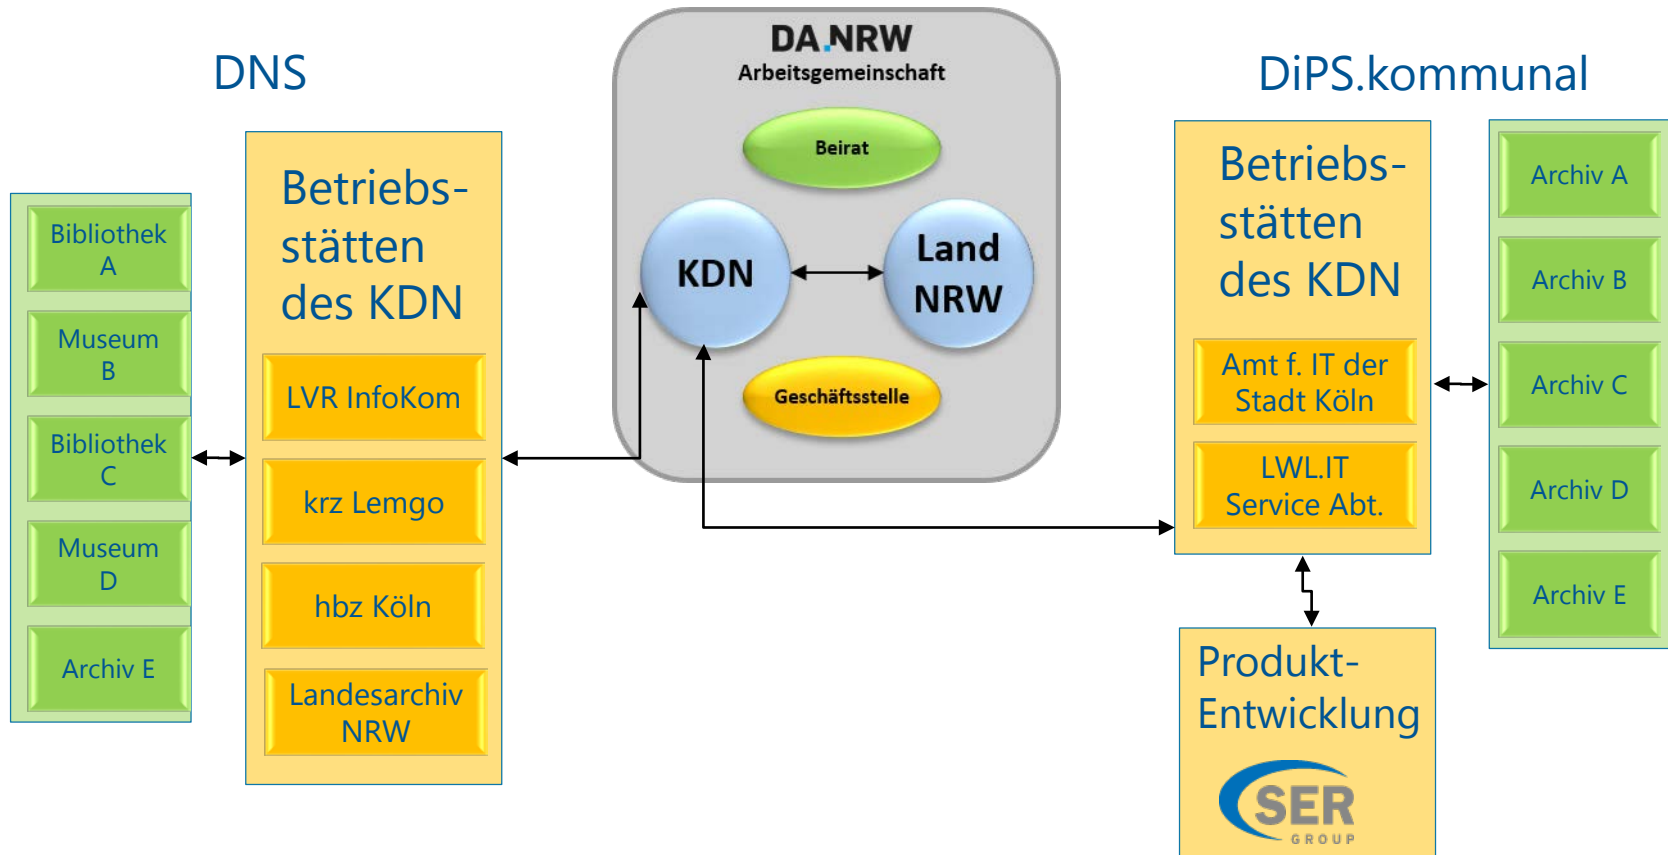 DNS
Bibliothek
A
Museum
B
Bibliothek
C
Museum
D
Archiv E
Betriebs-
stätten
des KDN
LVR InfoKom
krz Lemgo
hbz Köln
Landesarchiv
NRW
DA.NRW
Arbeitsgemeinschaft
Beirat
KDN
Land
NRW
Geschäftsstelle
DiPS.kommunal
Betriebs-
stätten
des KDN
Amt f. IT der
Stadt Köln
LWL.IT
Service Abt.
Archiv A
Archiv B
Archiv C
Archiv D
Archiv E
Produkt-
Entwicklung
SER
GROUP